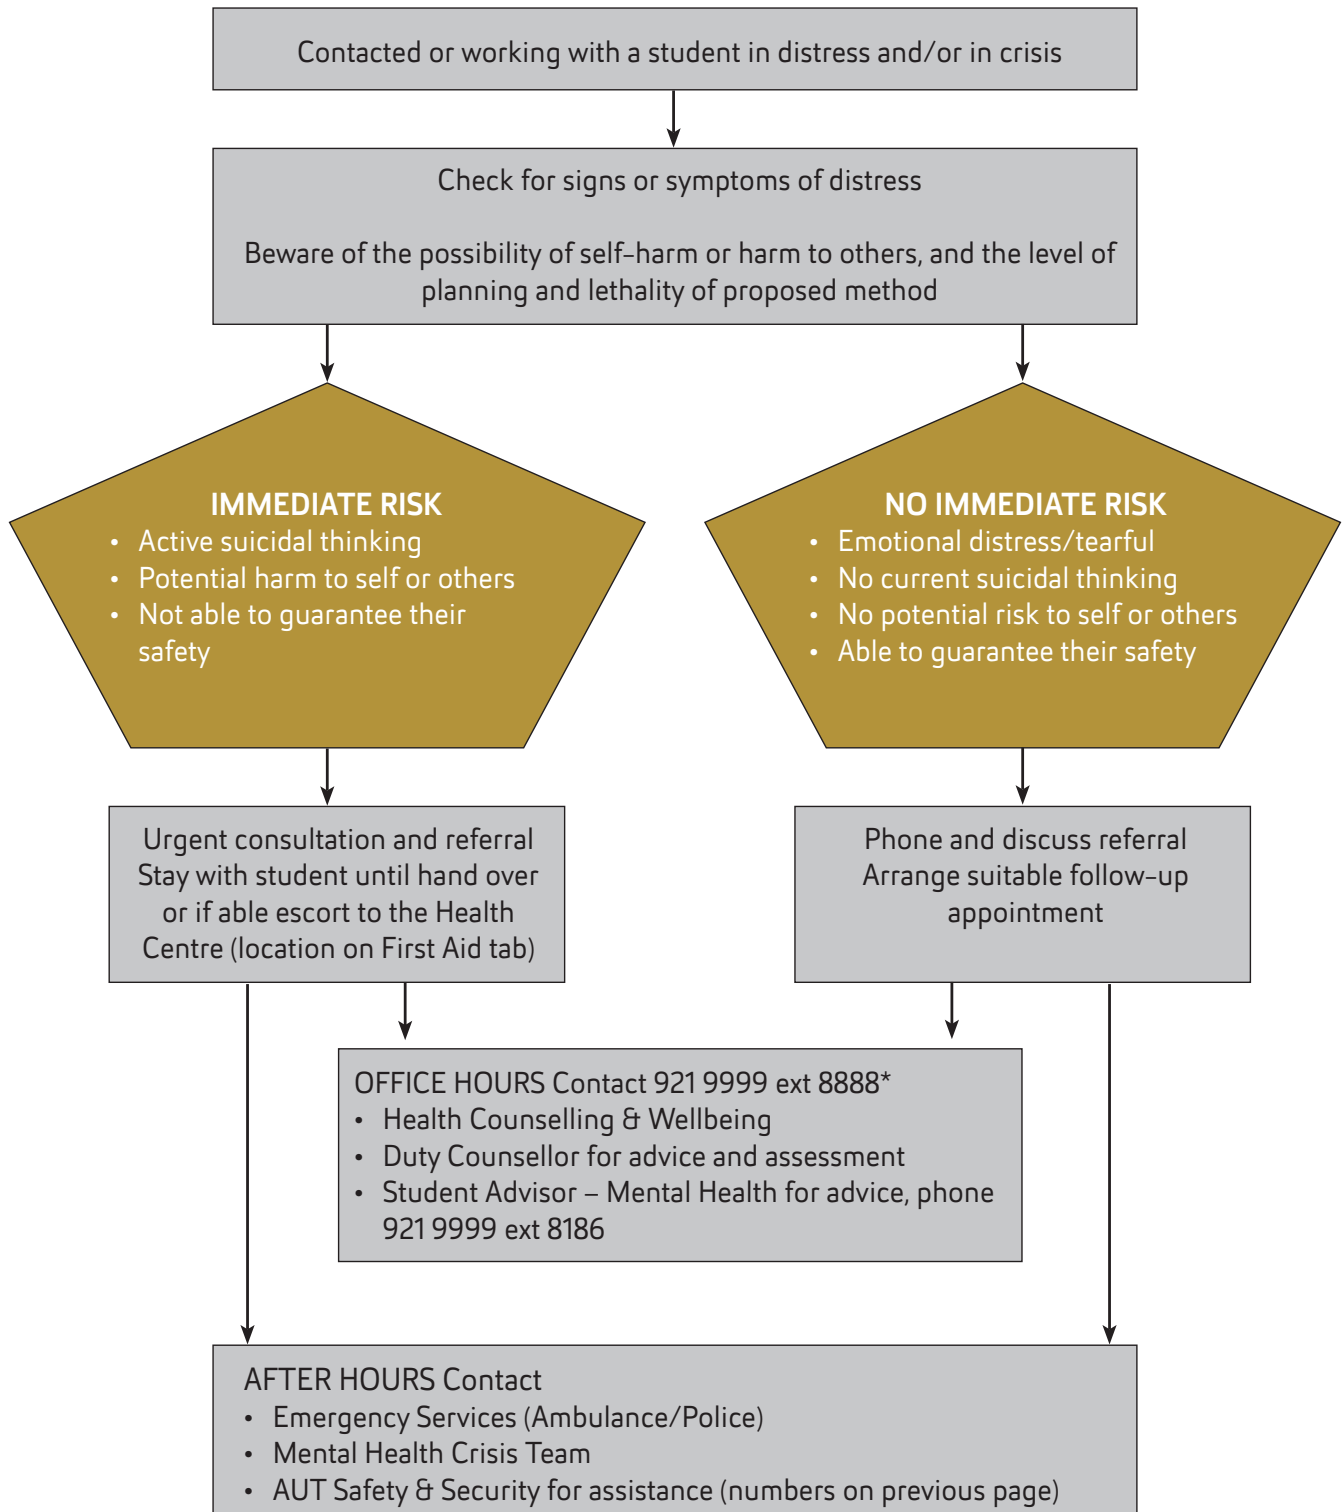 Contacted or working with a student in distress and/or in crisis
Check for signs or symptoms of distress
Beware of the possibility of self-harm or harm to others, and the level of
planning and lethality of proposed method
IMMEDIATE RISK
• Active suicidal thinking
• Potential harm to self or others
• Not able to guarantee their
safety
NO IMMEDIATE RISK
• Emotional distress/tearful
• No current suicidal thinking
• No potential risk to self or others
• Able to guarantee their safety
Urgent consultation and referral
Stay with student until hand over
or if able escort to the Health
Centre (location on First Aid tab)
Phone and discuss referral
Arrange suitable follow-up
appointment
OFFICE HOURS Contact 921 9999 ext 8888*
• Health Counselling & Wellbeing
• Duty Counsellor for advice and assessment
• Student Advisor – Mental Health for advice, phone
921 9999 ext 8186
AFTER HOURS Contact
• Emergency Services (Ambulance/Police)
• Mental Health Crisis Team
• AUT Safety & Security for assistance (numbers on previous page)